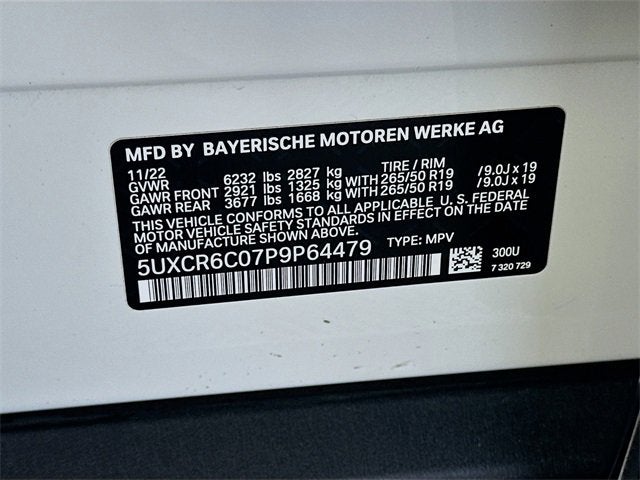 MFD BY BAYERISCHE MOTOREN WERKE AG
11/22 TIRE / RIM
GVWR 6232 lbs 2827 kg
GAWR FRONT 2921 lbs 1325 kg WITH 265/50 R19 /9.0J x 19
GAWR REAR 3677 lbs 1668 kg WITH 265/50 R19 /9.0J x 19
THIS VEHICLE CONFORMS TO ALL APPLICABLE U. S. FEDERAL
MOTOR VEHICLE SAFETY STANDARDS IN EFFECT ON THE DATE
OF MANUFACTURE SHOWN ABOVE.
5UXCR6C07P9P64479 TYPE: MPV
300U
7 320 729